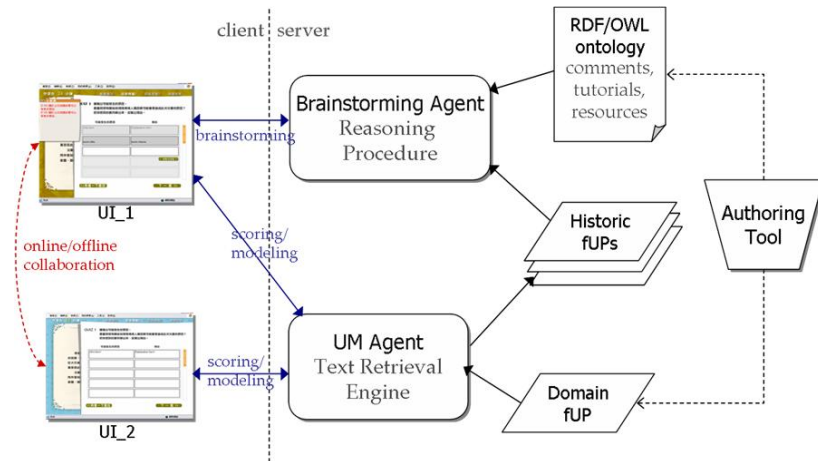 client server
RDF/OWL
ontology
comments,
tutorials,
resources
Brainstorming Agent
Reasoning
Procedure
brainstorming
UI_1
online/offline
collaboration
scoring/
modeling
Historic
fUPs
Authoring
Tool
UM Agent
Text Retrieval
Engine
scoring/
modeling
Domain
fUP
UI_2